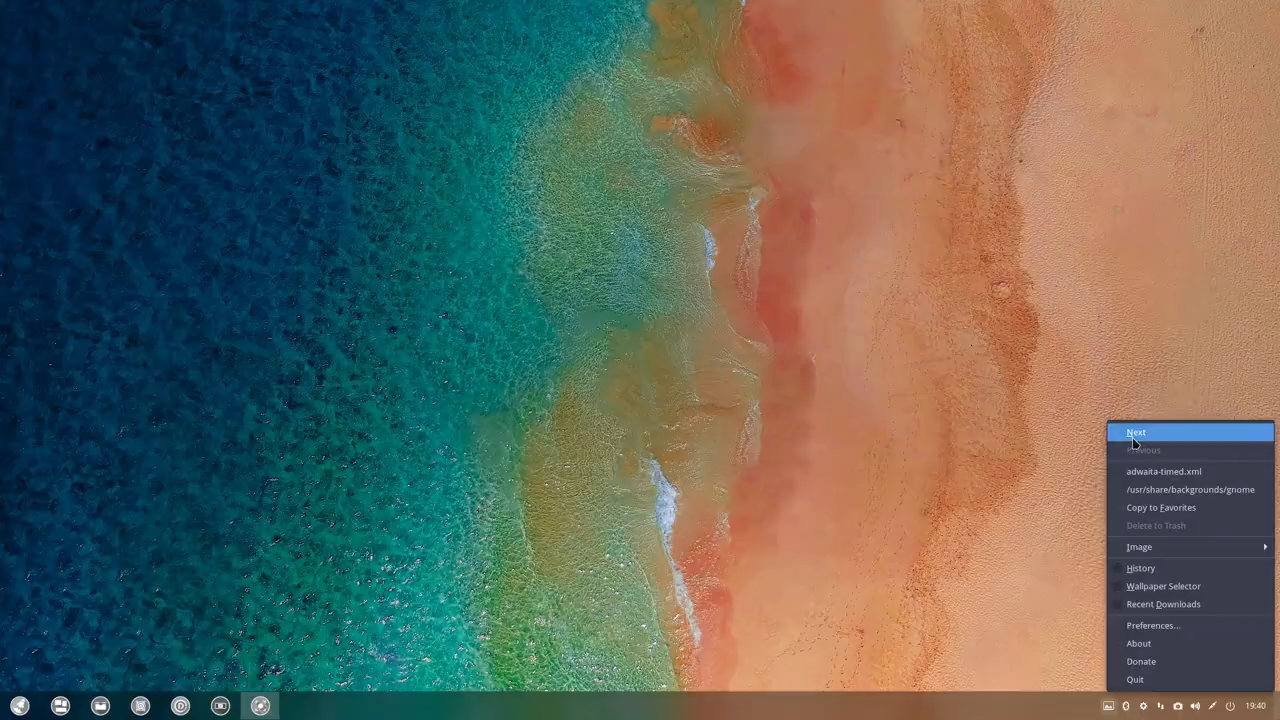 Next
Previous
adwaita-timed.xml
/usr/share/backgrounds/gnome
Copy to Favorites
Delete to Trash
Image
History
Wallpaper Selector
Recent Downloads
Preferences...
About
Donate
Quit
19:40